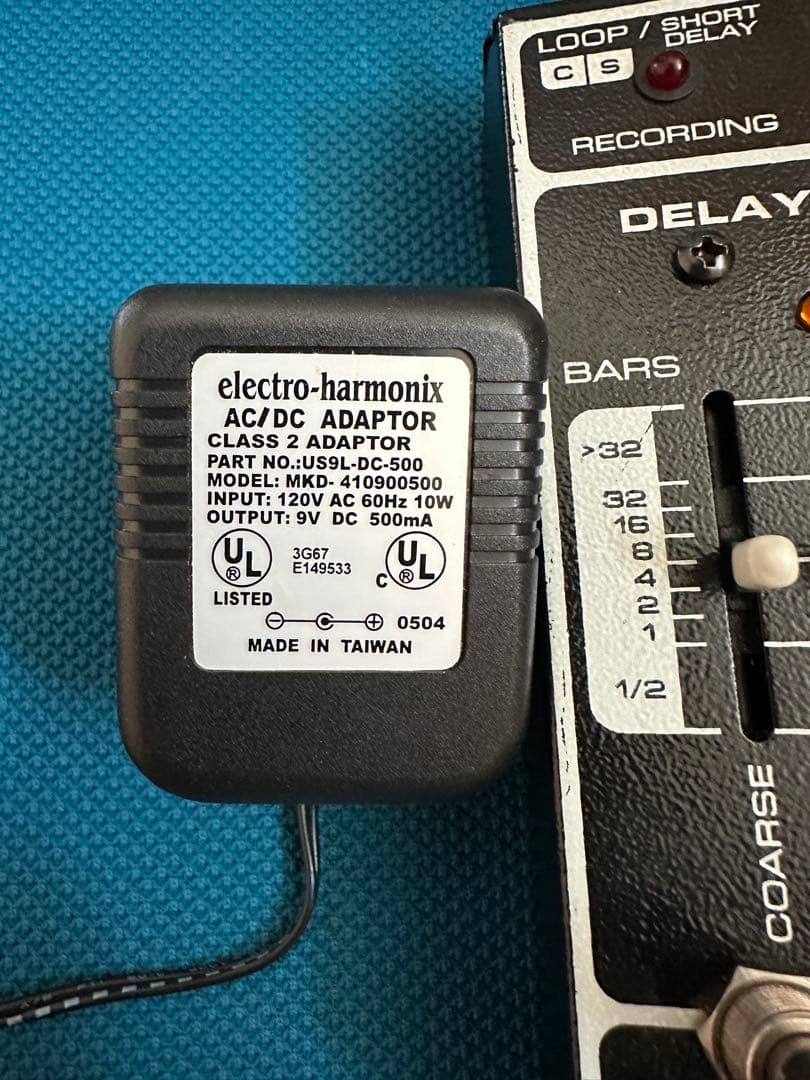 LOOP / SHORT
DELAY
C S
RECORDING
DELAY
BARS
>32
32
16
8
4
2
1
1/2
COARSE
electro-harmonix
AC/DC ADAPTOR
CLASS 2 ADAPTOR
PART NO.:US9L-DC-500
MODEL: MKD- 410900500
INPUT: 120V AC 60Hz 10W
OUTPUT: 9V DC 500mA
UL ®
LISTED
3G67
E149533
C UL ®
0504
MADE IN TAIWAN